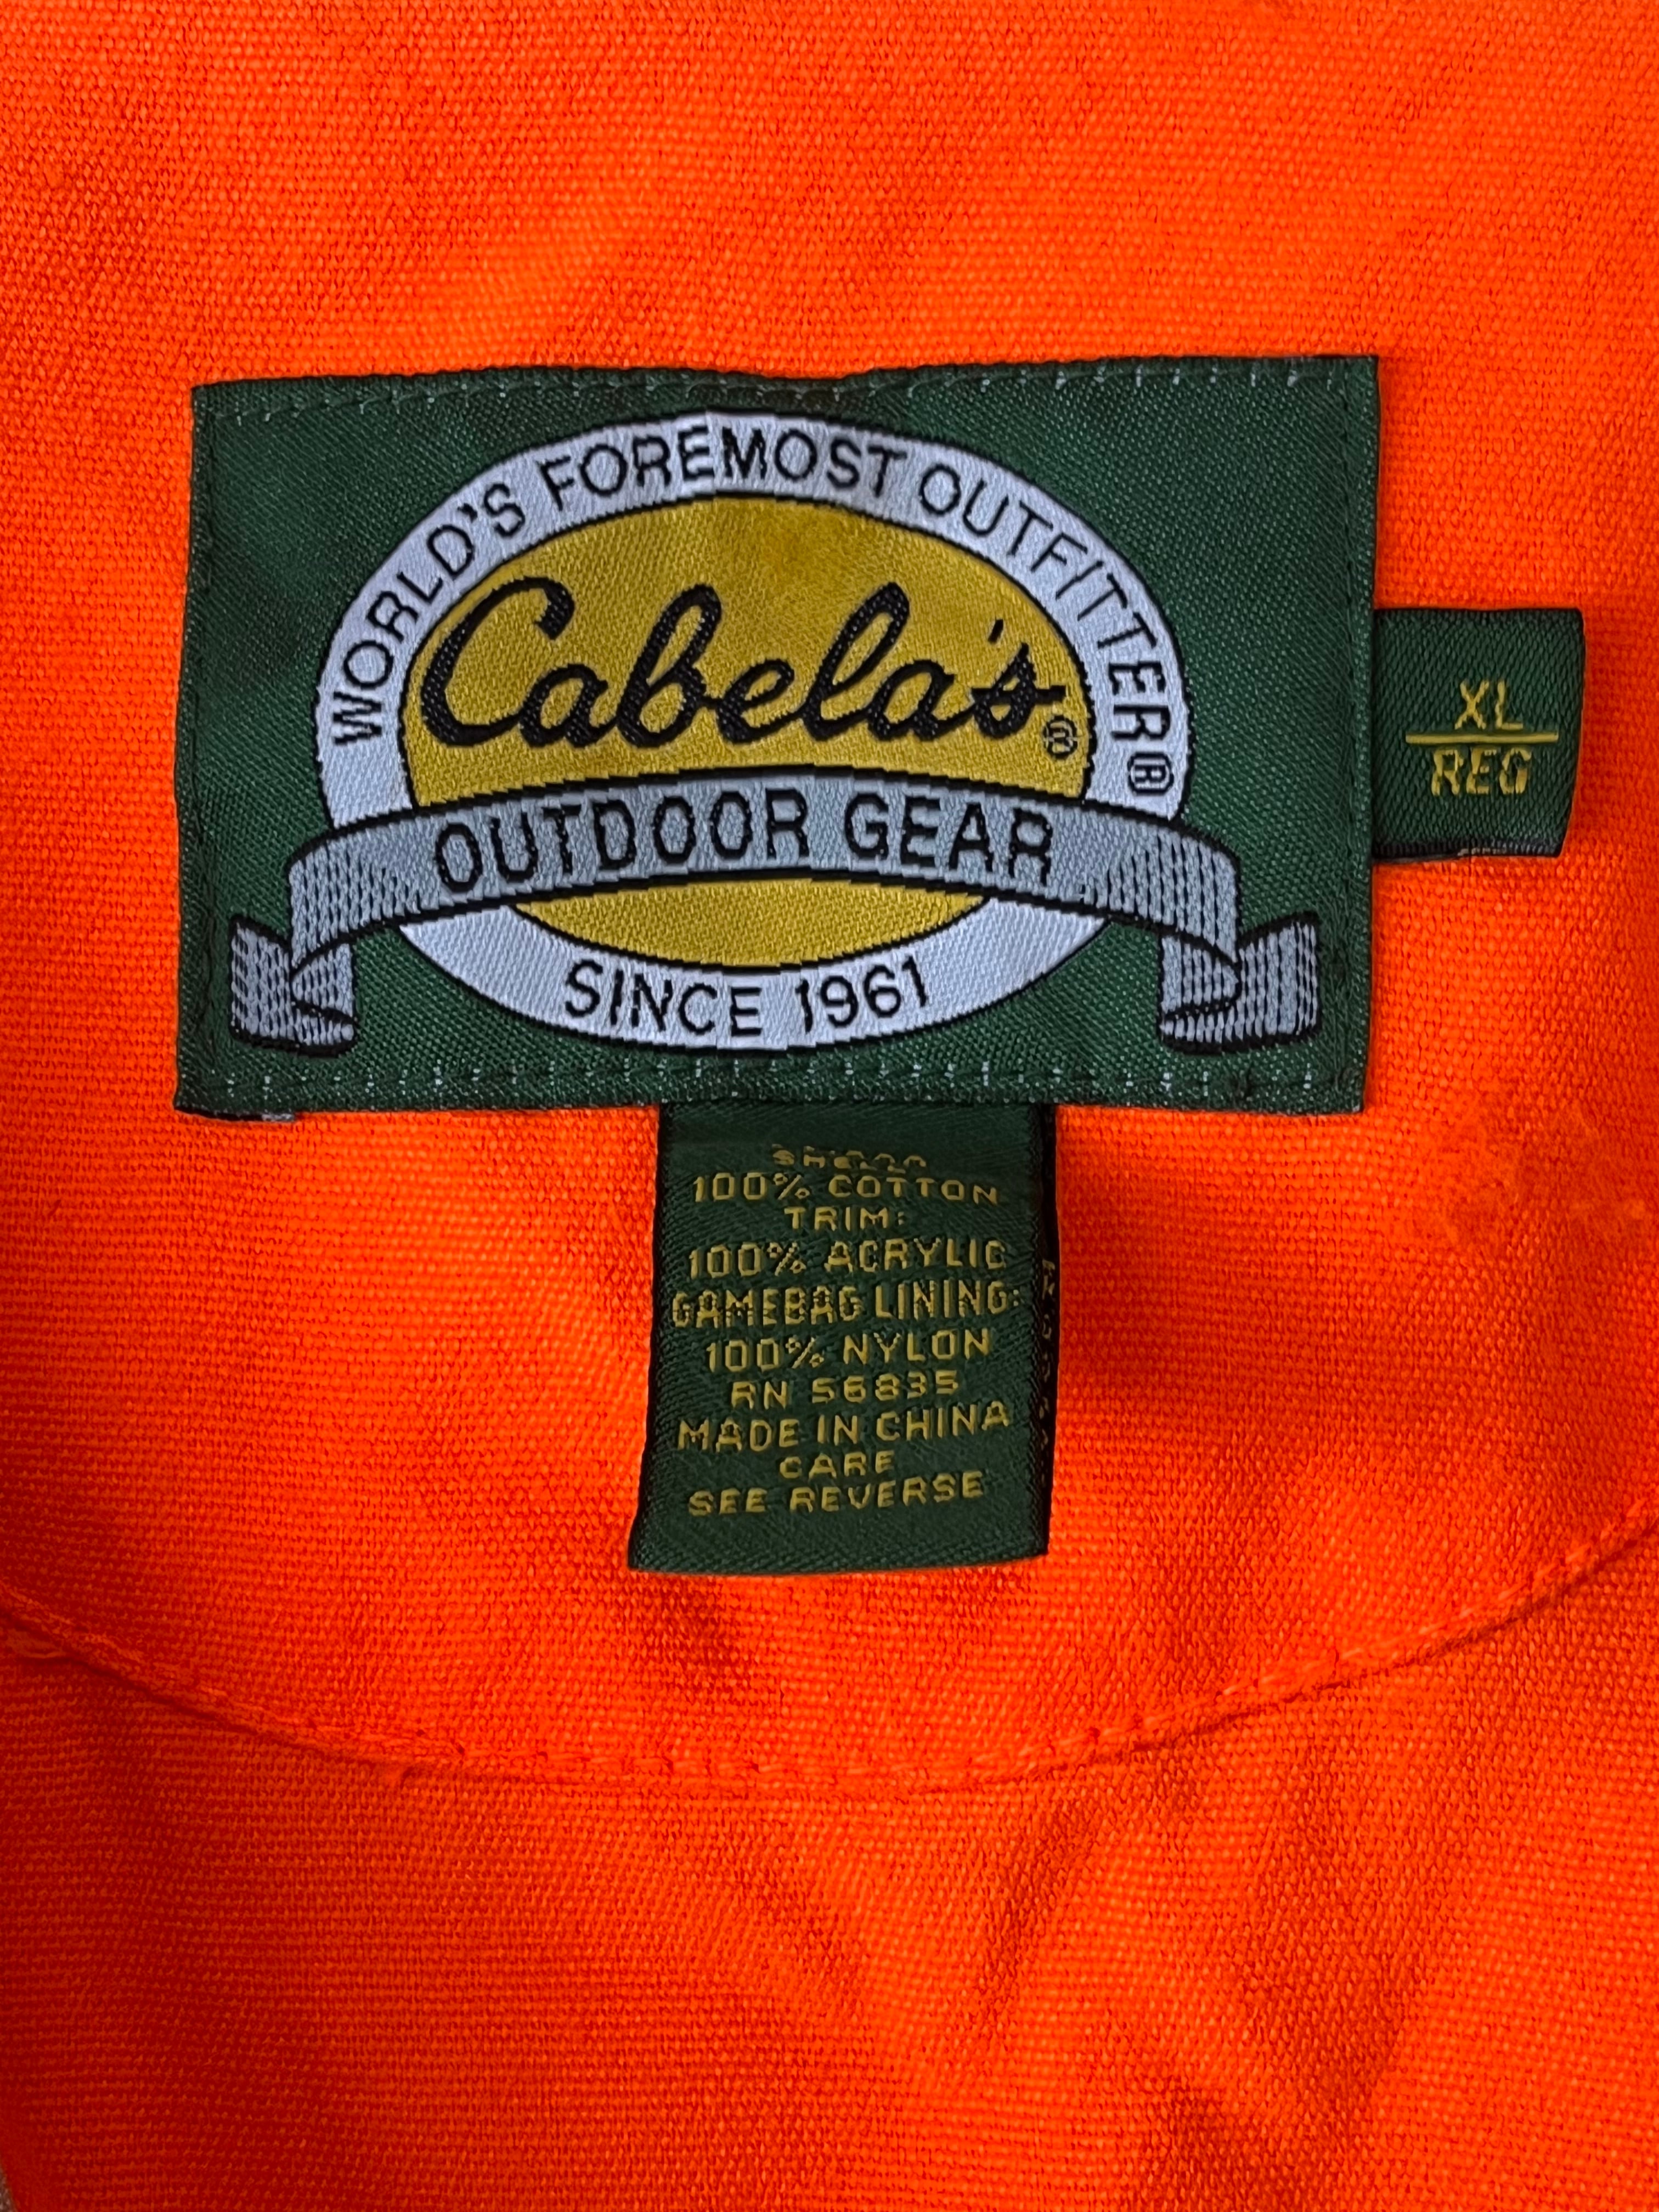 WORLD'S FOREMOST OUTFITTER®
Cabela's®
OUTDOOR GEAR
SINCE 1961
XL
REG
100% COTTON
TRIM:
100% ACRYLIC
GAMEBAG LINING:
100% NYLON
RN 56835
MADE IN CHINA
CARE
SEE REVERSE